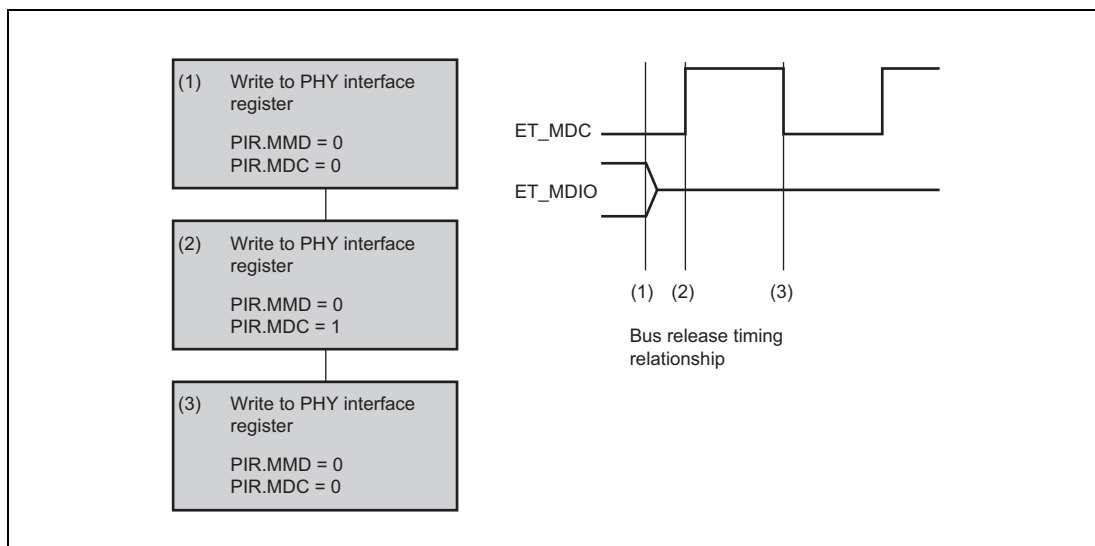 (1) Write to PHY interface
register
PIR.MMD = 0
PIR.MDC = 0
(2) Write to PHY interface
register
PIR.MMD = 0
PIR.MDC = 1
(3) Write to PHY interface
register
PIR.MMD = 0
PIR.MDC = 0
ET_MDC
ET_MDIO
(1) (2) (3)
Bus release timing
relationship